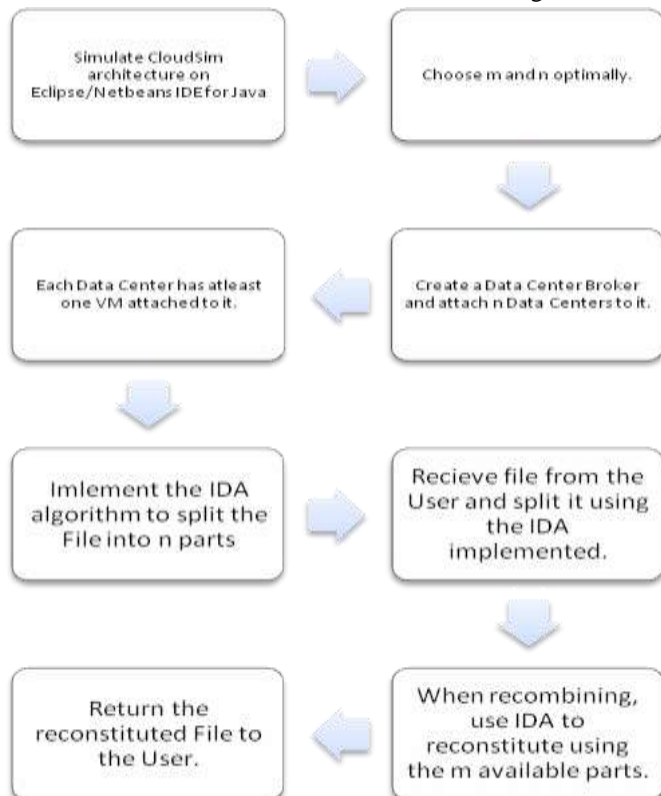 Simulate CloudSim
architecture on
Eclipse/Netbeans IDE for Java
Choose m and n optimally.
Create a Data Center Broker
and attach n Data Centers to it.
Each Data Center has atleast
one VM attached to it.
Imlement the IDA
algorithm to split the
File into n parts
Recieve file from the
User and split it using
the IDA
implemented.
When recombining,
use IDA to
reconstitute using
the m available parts.
Return the
reconstituted File to
the User.